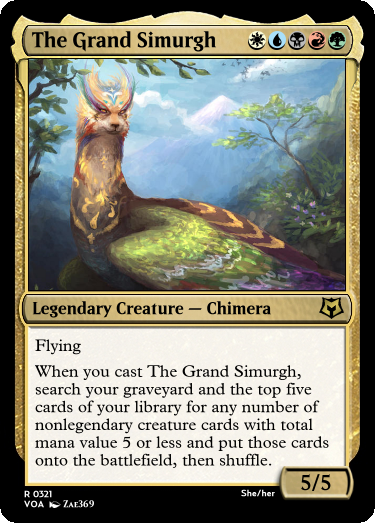 The Grand Simurgh
Legendary Creature — Chimera
Flying
When you cast The Grand Simurgh,
search your graveyard and the top five
cards of your library for any number of
nonlegendary creature cards with total
mana value 5 or less and put those cards
onto the battlefield, then shuffle.
5/5
R 0321
She/her
VOA Zae369